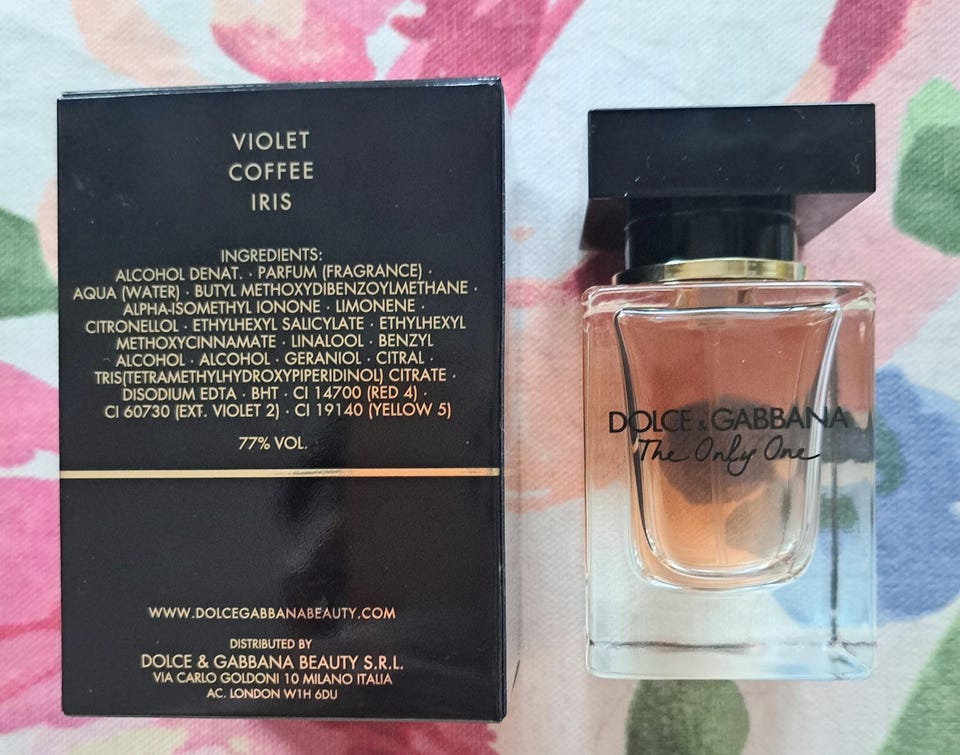 VIOLET
COFFEE
IRIS
INGREDIENTS:
ALCOHOL DENAT. · PARFUM (FRAGRANCE) ·
AQUA (WATER) · BUTYL METHOXYDIBENZOYLMETHANE ·
ALPHA-ISOMETHYL IONONE · LIMONENE ·
CITRONELLOL · ETHYLHEXYL SALICYLATE · ETHYLHEXYL
METHOXYCINNAMATE · LINALOOL · BENZYL
ALCOHOL · ALCOHOL · GERANIOL · CITRAL ·
TRIS(TETRAMETHYLHYDROXYPIPERIDINOL) CITRATE ·
DISODIUM EDTA · BHT · CI 14700 (RED 4) ·
CI 60730 (EXT. VIOLET 2) · CI 19140 (YELLOW 5)
77% VOL.
WWW.DOLCEGABBANABEAUTY.COM
DISTRIBUTED BY
DOLCE & GABBANA BEAUTY S.R.L.
VIA CARLO GOLDONI 10 MILANO ITALIA
AC. LONDON W1H 6DU
DOLCE & GABBANA
The Only One